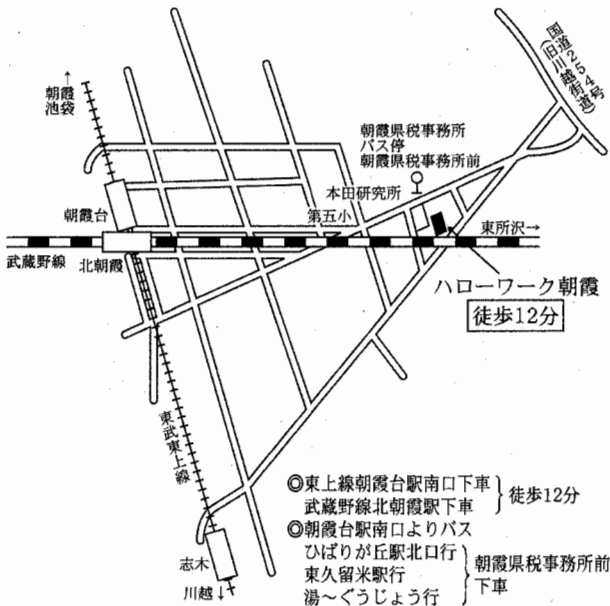 国道254号
(旧川越街道)
↑
朝霞
池袋
朝霞県税事務所
バス停
朝霞県税事務所前
本田研究所
第五小
朝霞台
東所沢→
武蔵野線
北朝霞
ハローワーク朝霞
徒歩12分
東武東上線
志木
川越↓
◎東上線朝霞台駅南口下車
武蔵野線北朝霞駅下車
徒歩12分
◎朝霞台駅南口よりバス
ひばりが丘駅北口行
東久留米駅行
湯〜ぐうじょう行
朝霞県税事務所前
下車